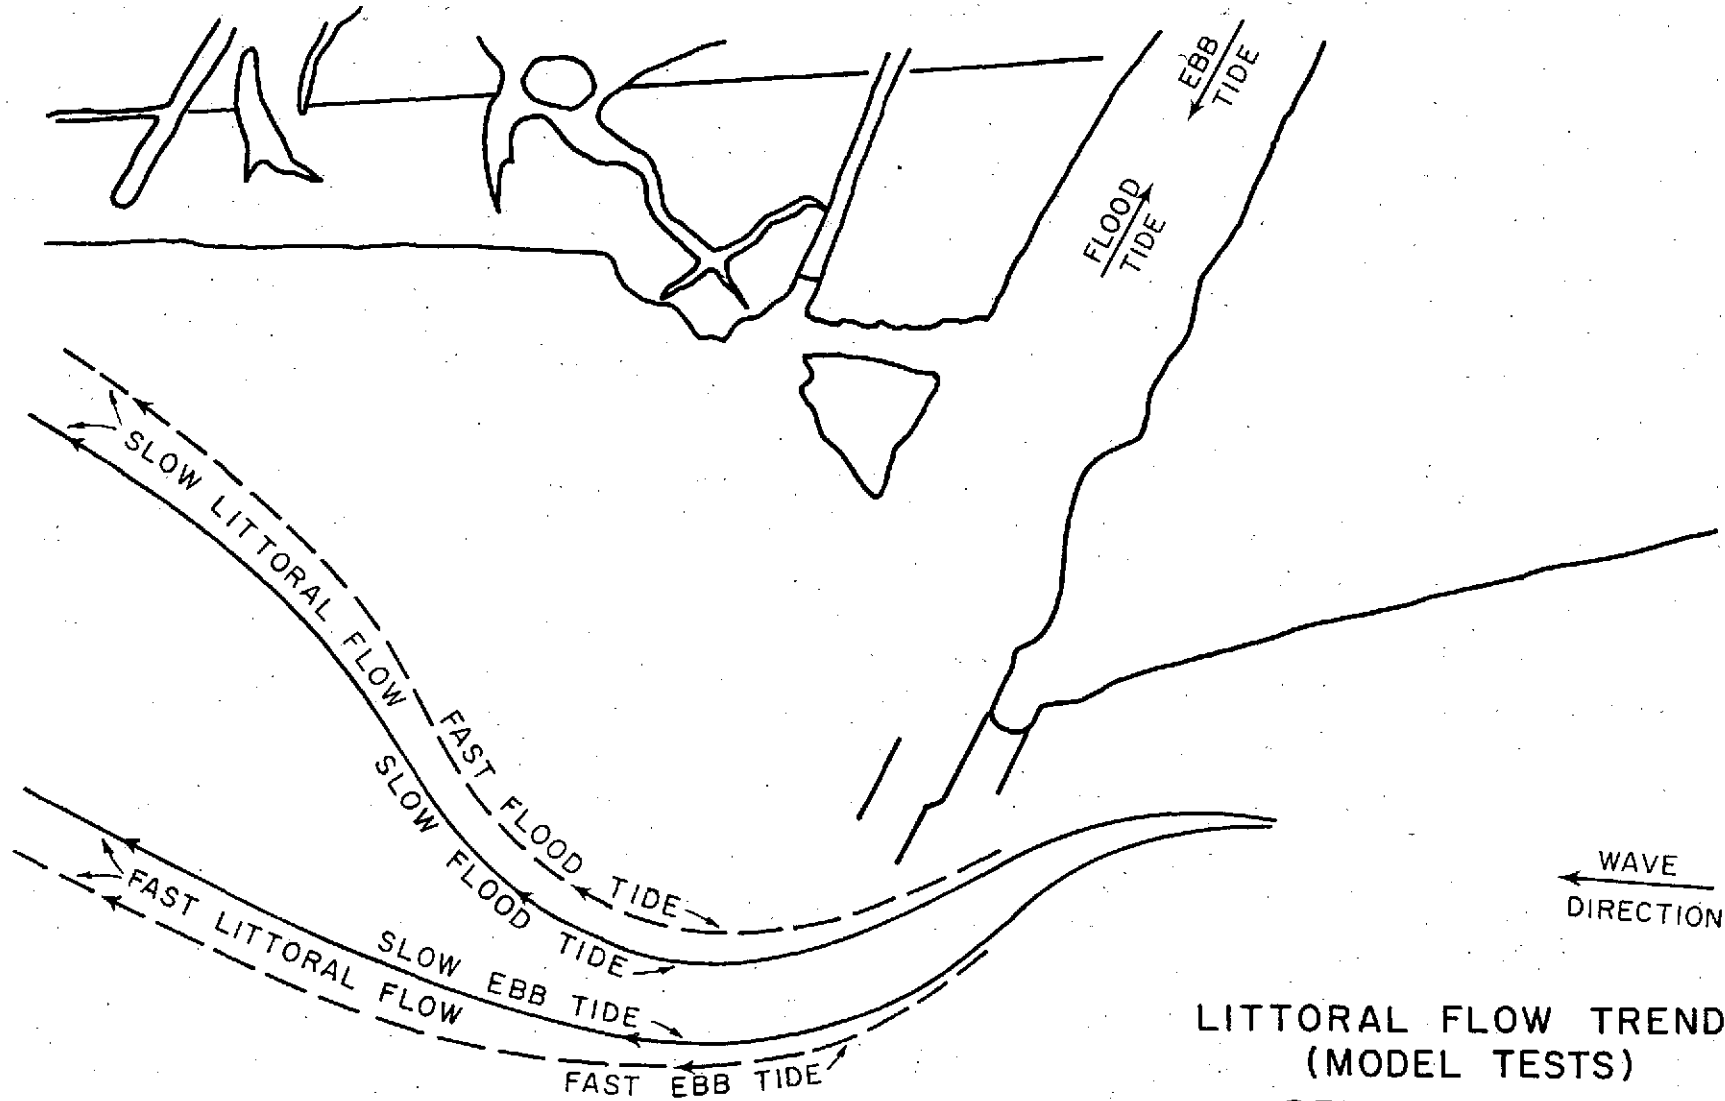 EBB
TIDE
FLOOD
TIDE
SLOW LITTORAL FLOW
FAST FLOOD TIDE
SLOW FLOOD TIDE
SLOW EBB TIDE
FAST LITTORAL FLOW
FAST EBB TIDE
WAVE
DIRECTION
LITTORAL FLOW TREND
(MODEL TESTS)